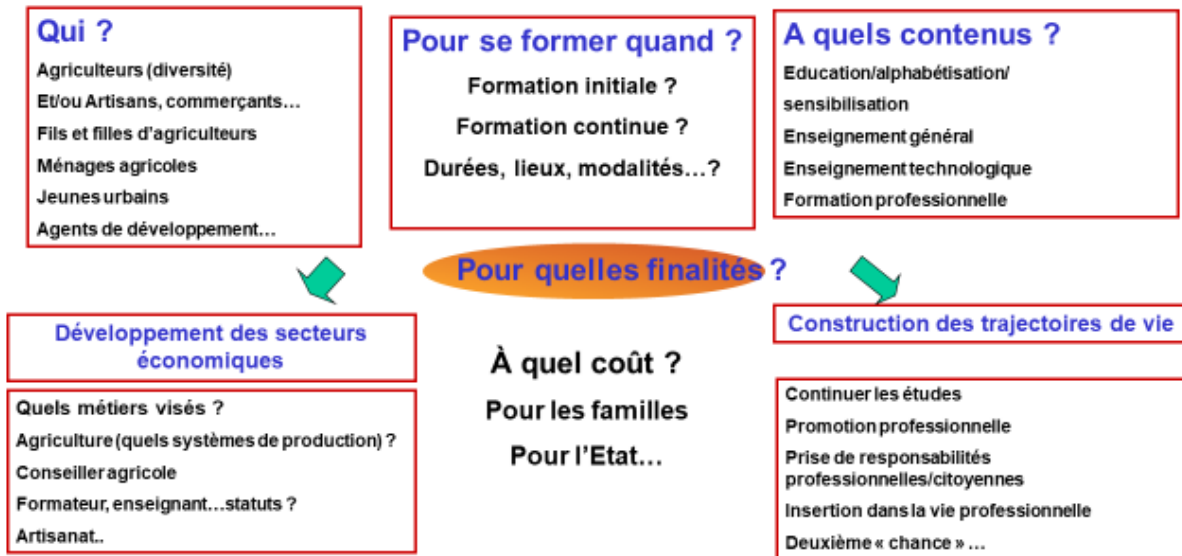 Qui ?
Agriculteurs (diversité)
Et/ou Artisans, commerçants…
Fils et filles d’agriculteurs
Ménages agricoles
Jeunes urbains
Agents de développement…
Pour se former quand ?
Formation initiale ?
Formation continue ?
Durées, lieux, modalités…?
A quels contenus ?
Education/alphabétisation/
sensibilisation
Enseignement général
Enseignement technologique
Formation professionnelle
Pour quelles finalités ?
Développement des secteurs
économiques
Quels métiers visés ?
Agriculture (quels systèmes de production) ?
Conseiller agricole
Formateur, enseignant…statuts ?
Artisanat..
À quel coût ?
Pour les familles
Pour l’Etat…
Construction des trajectoires de vie
Continuer les études
Promotion professionnelle
Prise de responsabilités
professionnelles/citoyennes
Insertion dans la vie professionnelle
Deuxième « chance » …